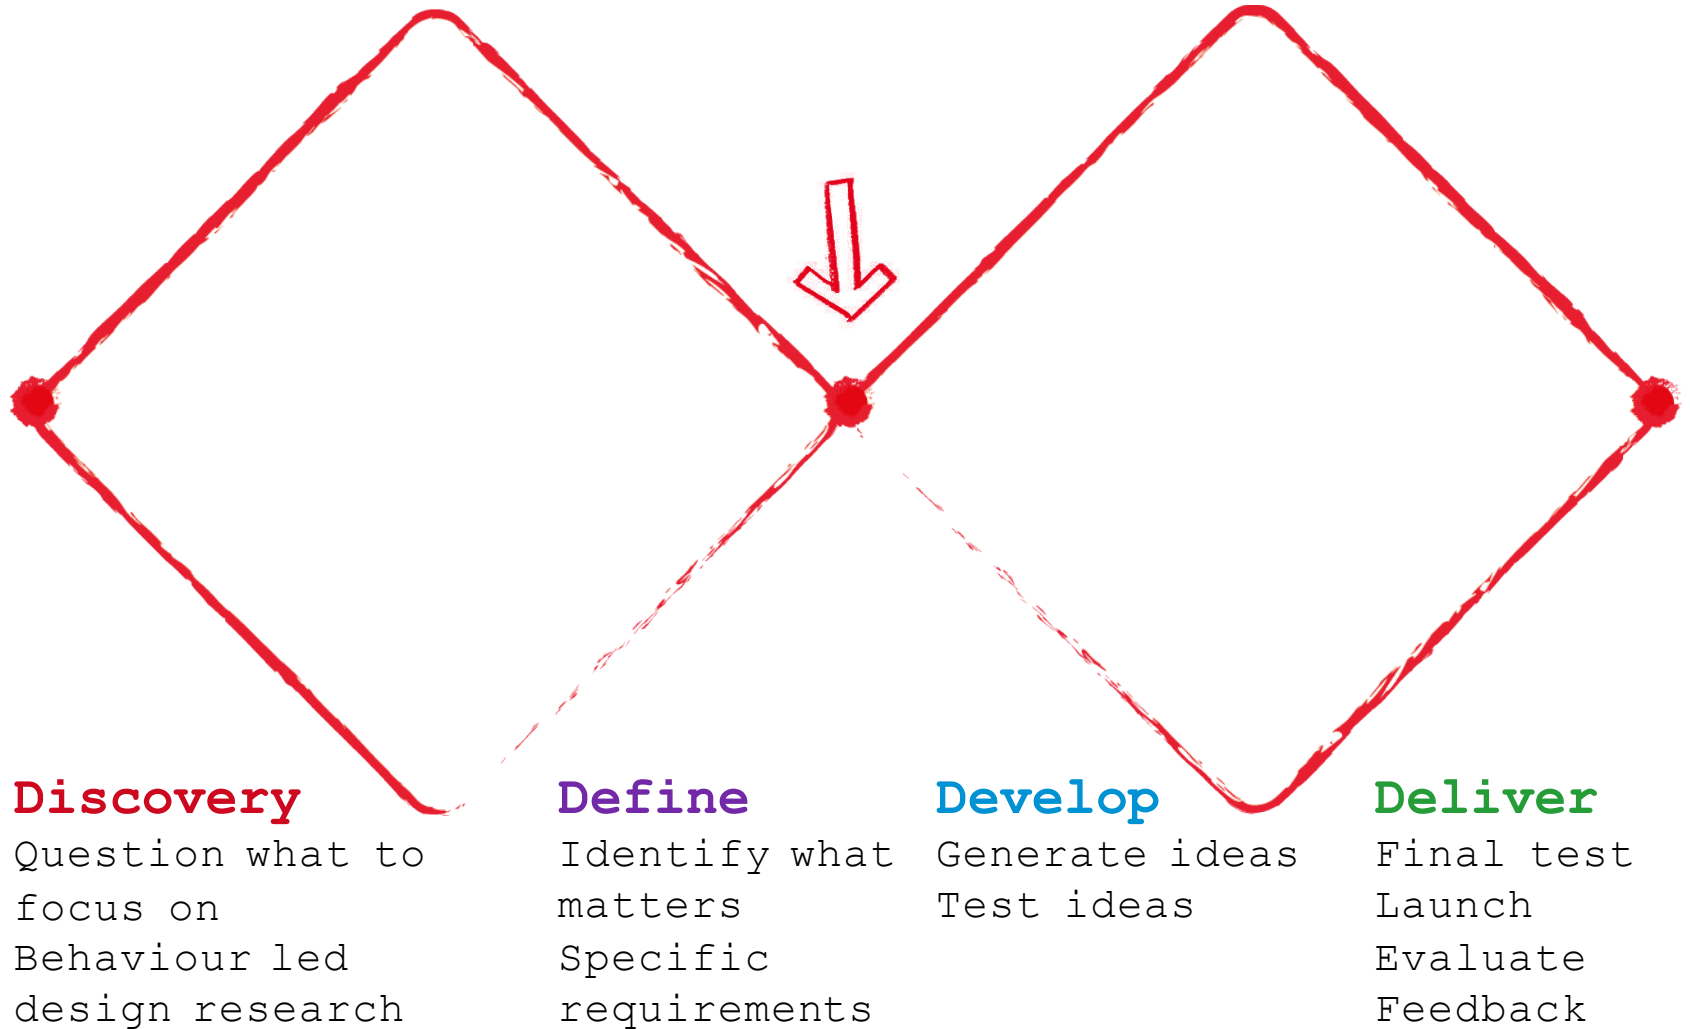 Discovery
Question what to
focus on
Behaviour led
design research
Define
Identify what
matters
Specific
requirements
Develop
Generate ideas
Test ideas
Deliver
Final test
Launch
Evaluate
Feedback